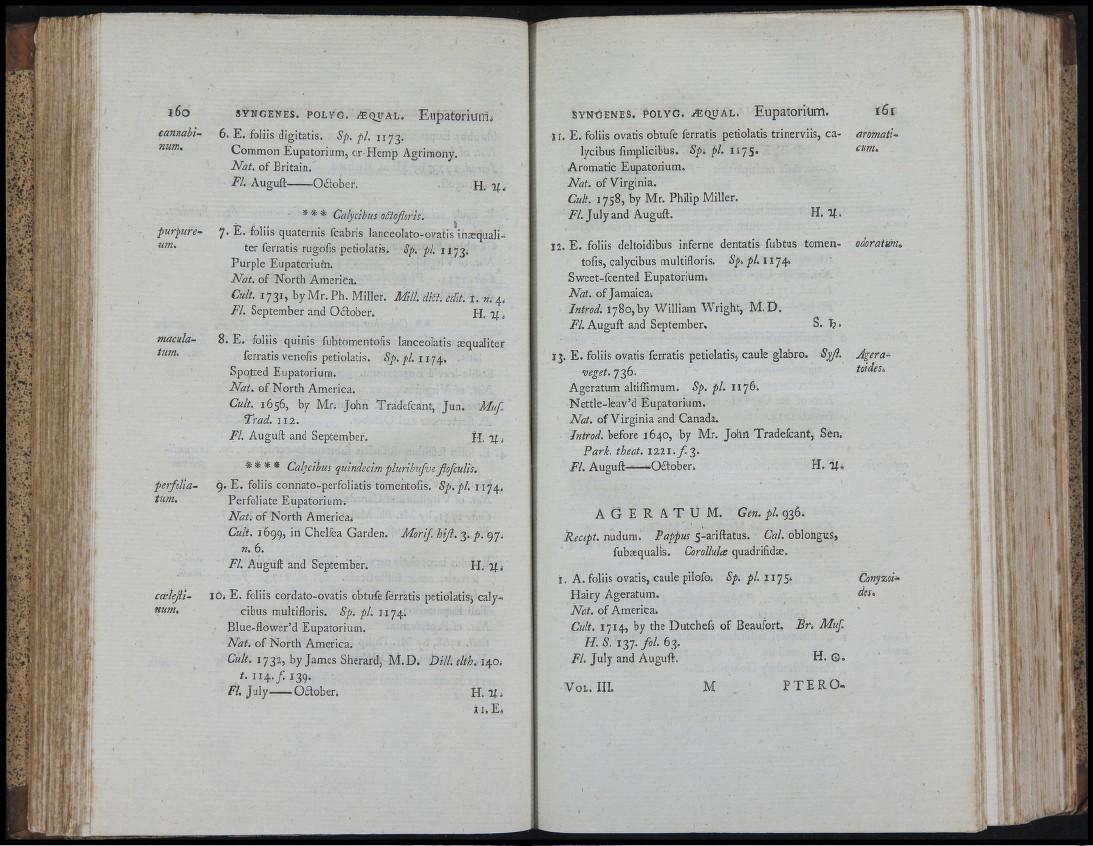 160 SYNGENES. POLYG. ÆQUAL. Eupatorium.
cannabi- 6. E. foliis digitatis. Sp. pl. 1173.
num. Common Eupatorium, or Hemp Agrimony.
Nat. of Britain.
Fl. Auguſt——October. H. ♃.
*** Calycibus octofloris.
purpure- 7. E. foliis quaternis ſcabris lanceolato-ovatis inæquali-
um. ter ſerratis rugoſis petiolatis. Sp. pl. 1173.
Purple Eupatorium.
Nat. of North America.
Cult. 1731, by Mr. Ph. Miller. Mill. dict. edit. 1. n. 4.
Fl. September and October. H. ♃.
macula- 8. E. foliis quinis ſubtomentoſis lanceolatis æqualiter
tum. ſerratis venoſis petiolatis. Sp. pl. 1174.
Spotted Eupatorium.
Nat. of North America.
Cult. 1656, by Mr. John Tradeſcant, Jun. Muſ.
Trad. 112.
Fl. Auguſt and September. H. ♃.
**** Calycibus quindecim pluribuſve floſculis.
perfolia- 9. E. foliis connato-perfoliatis tomentoſis. Sp. pl. 1174.
tum. Perfoliate Eupatorium.
Nat. of North America.
Cult. 1699, in Chelſea Garden. Moriſ. hiſt. 3. p. 97.
n. 6.
Fl. Auguſt and September. H. ♃.
cœleſti- 10. E. foliis cordato-ovatis obtuſe ſerratis petiolatis, caly-
num. cibus multifloris. Sp. pl. 1174.
Blue-flower'd Eupatorium.
Nat. of North America.
Cult. 1732, by James Sherard, M.D. Dill. elth. 140.
t. 114. f. 139.
Fl. July——October. H. ♃.
11. E.
SYNGENES. POLYG. ÆQUAL. Eupatorium. 161
11. E. foliis ovatis obtuſe ſerratis petiolatis trinerviis, ca- aromati-
lycibus ſimplicibus. Sp. pl. 1175. cum.
Aromatic Eupatorium.
Nat. of Virginia.
Cult. 1758, by Mr. Philip Miller.
Fl. July and Auguſt. H. ♃.
12. E. foliis deltoidibus inferne dentatis ſubtus tomen- odoratum.
toſis, calycibus multifloris. Sp. pl. 1174.
Sweet-ſcented Eupatorium.
Nat. of Jamaica.
Introd. 1780, by William Wright, M.D.
Fl. Auguſt and September. S. ♄.
13. E. foliis ovatis ſerratis petiolatis, caule glabro. Syſt. Agera-
veget. 736. toides.
Ageratum altiſſimum. Sp. pl. 1176.
Nettle-leav'd Eupatorium.
Nat. of Virginia and Canada.
Introd. before 1640, by Mr. John Tradeſcant, Sen.
Park. theat. 1221. f. 3.
Fl. Auguſt——October. H. ♃.
AGERATUM. Gen. pl. 936.
Recept. nudum. Pappus 5-ariſtatus. Cal. oblongus,
ſubæqualis. Corollulæ quadrifidæ.
1. A. foliis ovatis, caule piloſo. Sp. pl. 1175. Conyzoi-
Hairy Ageratum. des.
Nat. of America.
Cult. 1714, by the Dutcheſs of Beaufort. Br. Muſ.
H. S. 137. fol. 63.
Fl. July and Auguſt. H. ☉.
VOL. III. M PTERO-